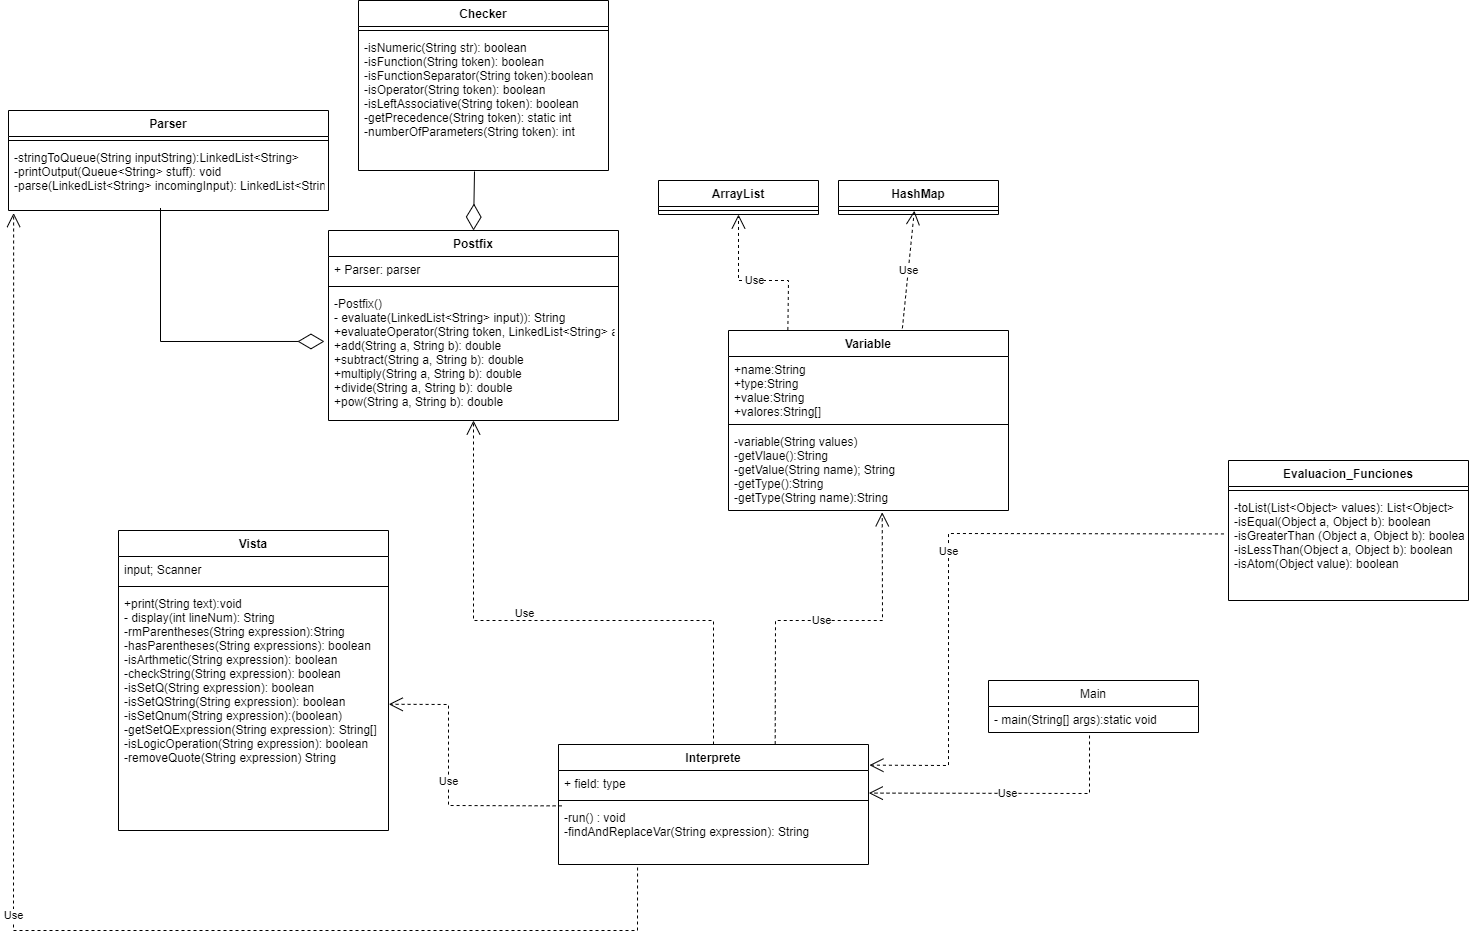 Checker
-isNumeric(String str): boolean
-isFunction(String token): boolean
-isFunctionSeparator(String token):boolean
-isOperator(String token): boolean
-isLeftAssociative(String token): boolean
-getPrecedence(String token): static int
-numberOfParameters(String token): int
Parser
-stringToQueue(String inputString):LinkedList<String>
-printOutput(Queue<String> stuff): void
-parse(LinkedList<String> incomingInput): LinkedList<Strin
ArrayList
HashMap
Postfix
+ Parser: parser
-Postfix()
- evaluate(LinkedList<String> input)): String
+evaluateOperator(String token, LinkedList<String> a
+add(String a, String b): double
+subtract(String a, String b): double
+multiply(String a, String b): double
+divide(String a, String b): double
+pow(String a, String b): double
Use
Use
Variable
+name:String
+type:String
+value:String
+valores:String[]
-variable(String values)
-getVlaue():String
-getValue(String name); String
-getType():String
-getType(String name):String
Evaluacion_Funciones
-toList(List<Object> values): List<Object>
-isEqual(Object a, Object b): boolean
-isGreaterThan (Object a, Object b): boolea
-isLessThan(Object a, Object b): boolean
-isAtom(Object value): boolean
Vista
input; Scanner
+print(String text):void
- display(int lineNum): String
-rmParentheses(String expression):String
-hasParentheses(String expressions): boolean
-isArthmetic(String expression): boolean
-checkString(String expression): boolean
-isSetQ(String expression): boolean
-isSetQString(String expression): boolean
-isSetQnum(String expression):(boolean)
-getSetQExpression(String expression): String[]
-isLogicOperation(String expression): boolean
-removeQuote(String expression) String
Use
Use
Use
Main
- main(String[] args):static void
Use
Use
Interprete
+ field: type
-run() : void
-findAndReplaceVar(String expression): String
Use